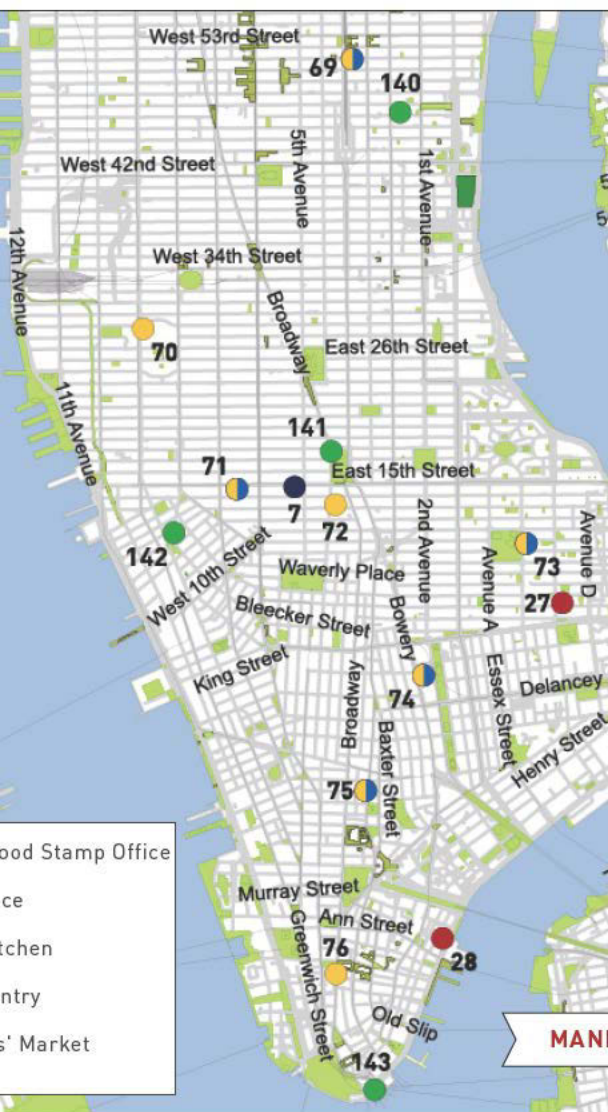 West 53rd Street
69
140
5th Avenue
1st Avenue
West 42nd Street
12th Avenue
West 34th Street
Broadway
70
East 26th Street
11th Avenue
141
71
East 15th Street
7
72
2nd Avenue
Avenue D
142
West 10th Street
Waverly Place
73
Avenue A
27
Bleecker Street
Bowery
King Street
Broadway
74
Essex Street
Delancey
Baxter Street
Henry Street
75
ood Stamp Office
ce
tchen
ntry
s' Market
Murray Street
Greenwich Street
Ann Street
76
28
Old Slip
MAN
143